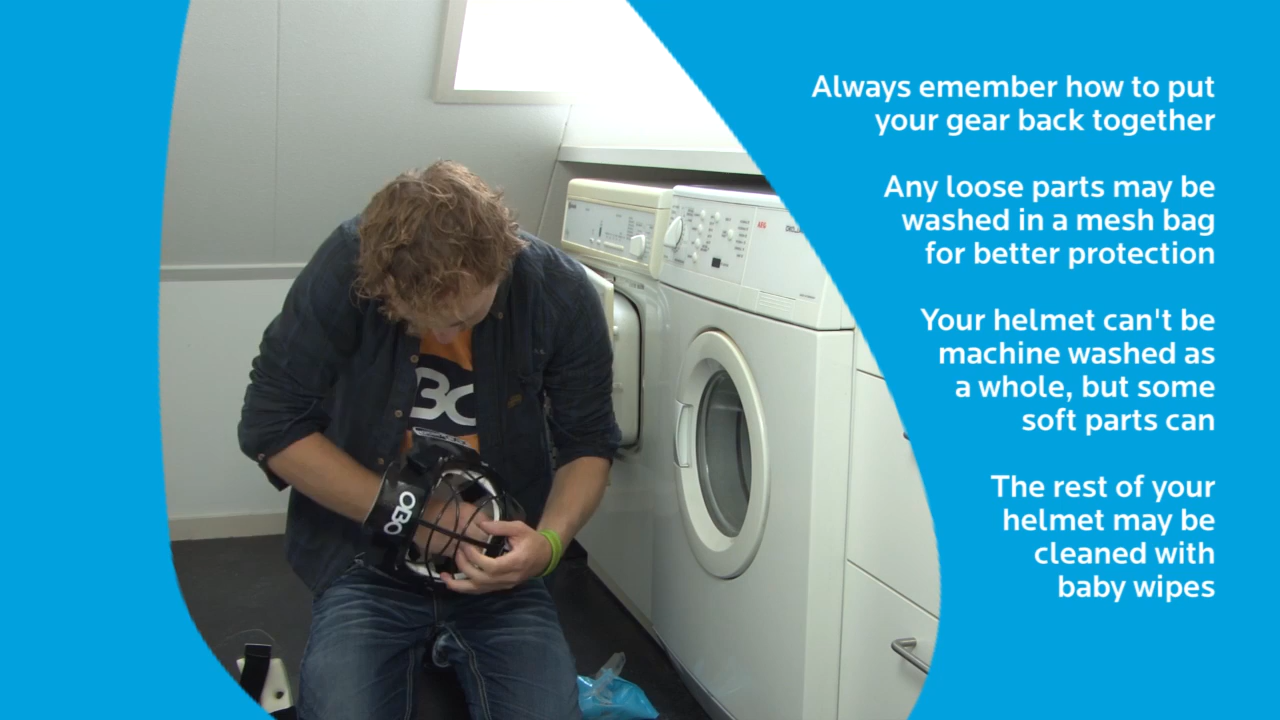 Always emember how to put
your gear back together
Any loose parts may be
washed in a mesh bag
for better protection
Your helmet can't be
machine washed as
a whole, but some
soft parts can
The rest of your
helmet may be
cleaned with
baby wipes
AEG
OBO